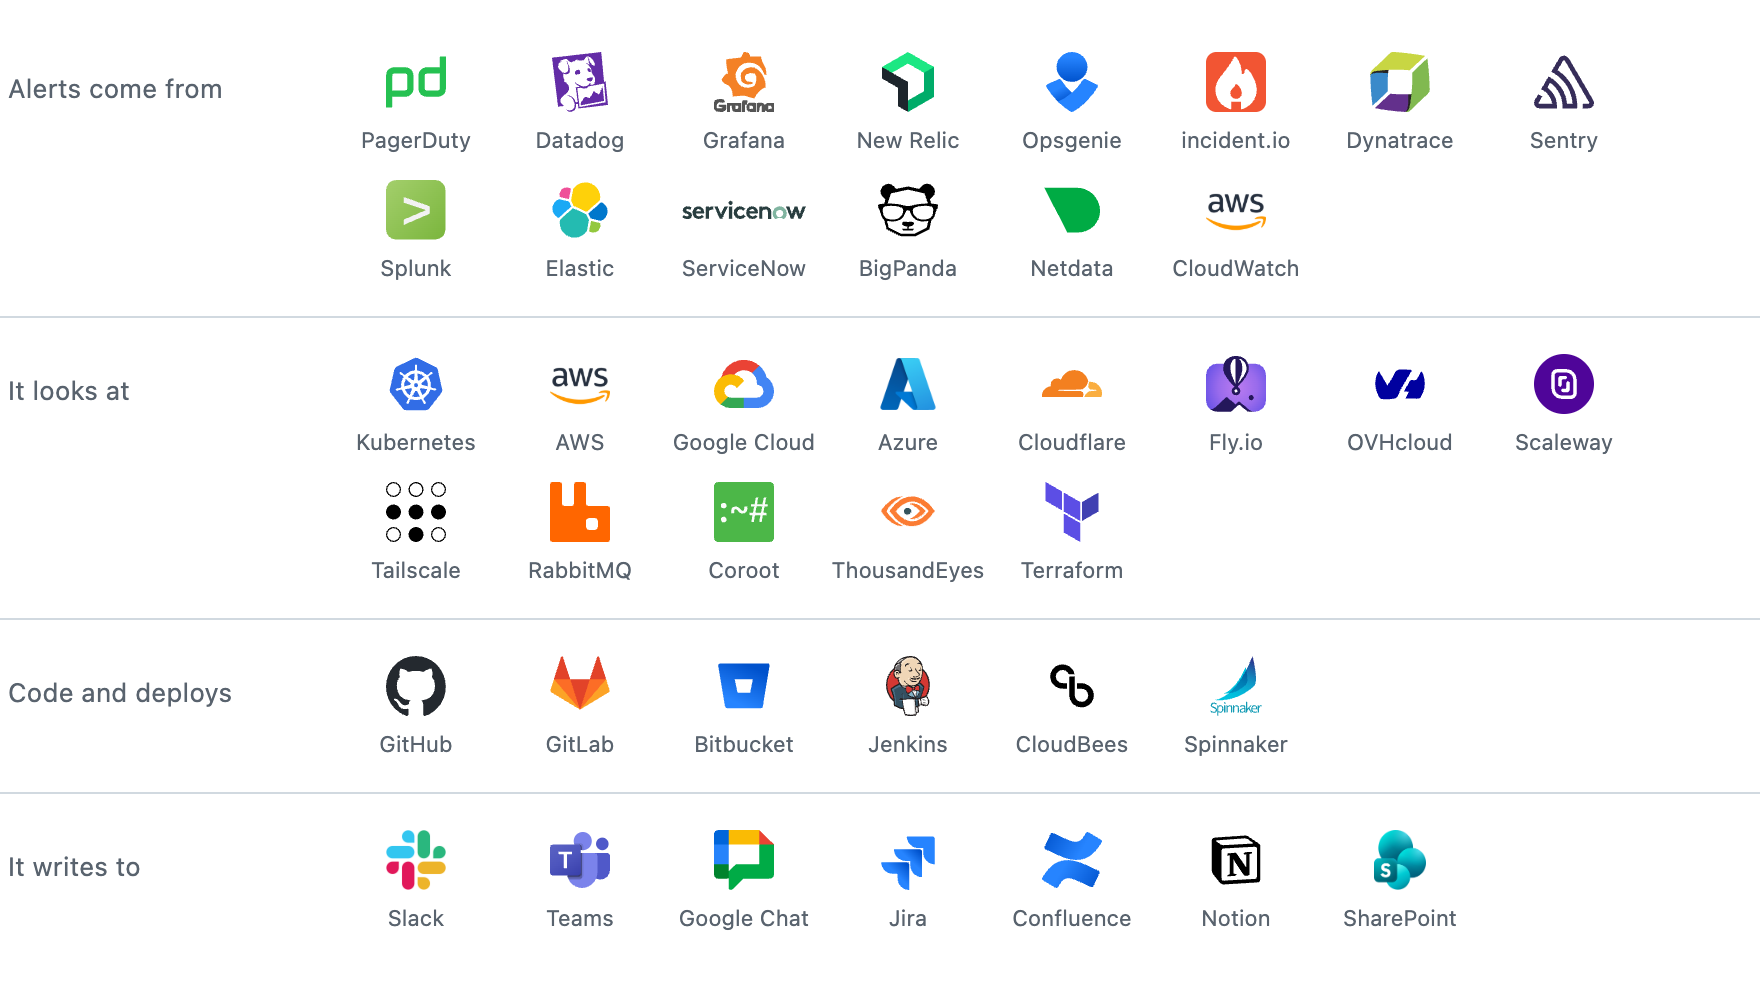 Alerts come from
pd
Grafana
PagerDuty Datadog Grafana New Relic Opsgenie incident.io Dynatrace Sentry
> servicenow aws
Splunk Elastic ServiceNow BigPanda Netdata CloudWatch
It looks at
aws
Kubernetes AWS Google Cloud Azure Cloudflare Fly.io OVHcloud Scaleway
:~#
Tailscale RabbitMQ Coroot ThousandEyes Terraform
Code and deploys
Spinnaker
GitHub GitLab Bitbucket Jenkins CloudBees Spinnaker
It writes to
T N S
Slack Teams Google Chat Jira Confluence Notion SharePoint